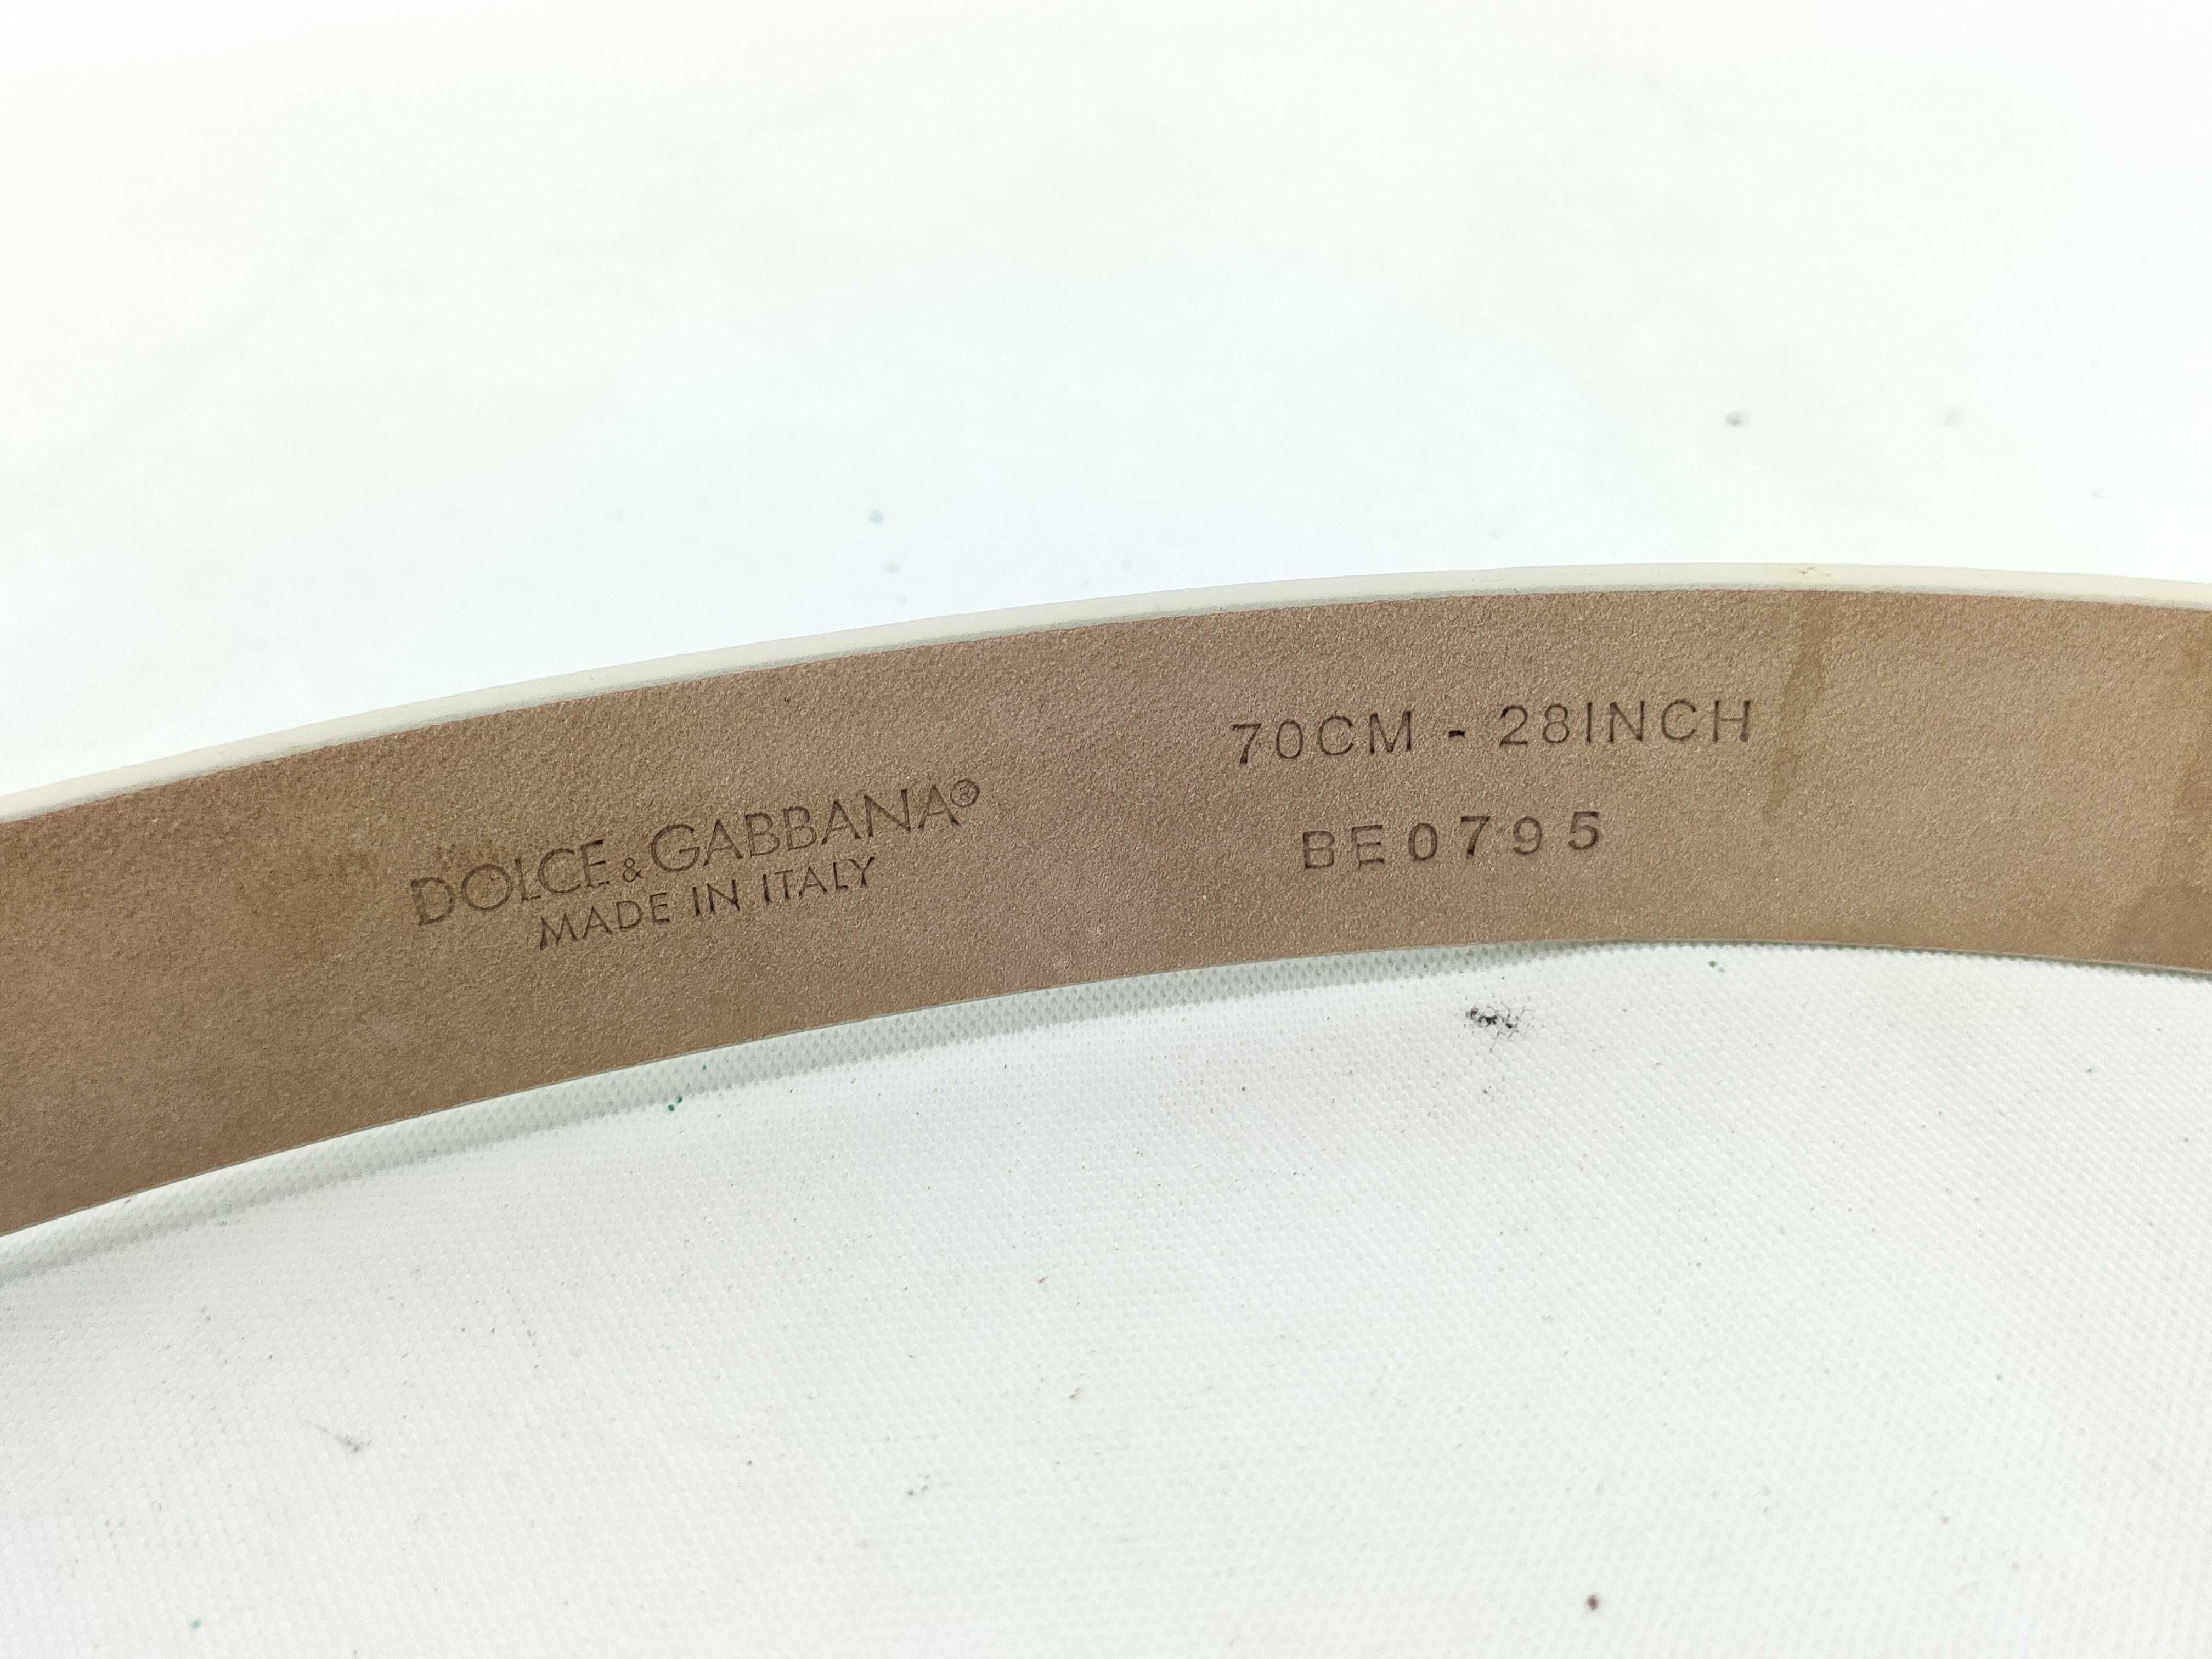 DOLCE & GABBANA®
MADE IN ITALY
70CM - 28INCH
BE0795